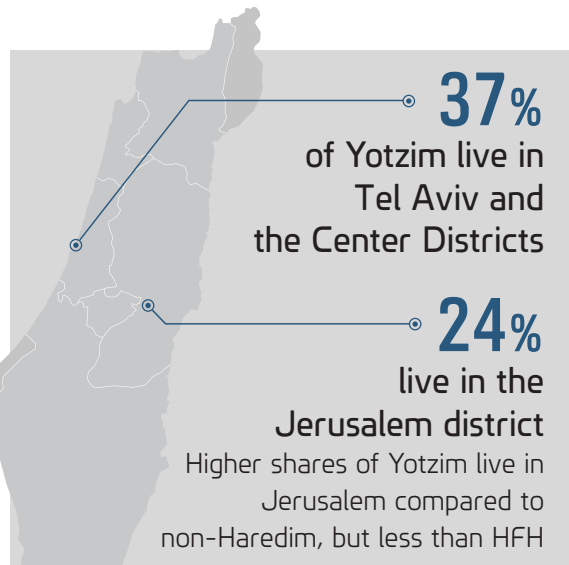 37%
of Yotzim live in
Tel Aviv and
the Center Districts
24%
live in the
Jerusalem district
Higher shares of Yotzim live in
Jerusalem compared to
non-Haredim, but less than HFH